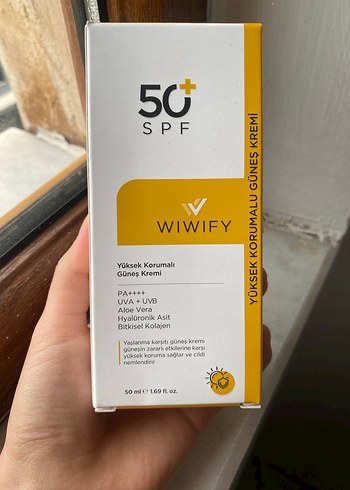 50+
SPF
WIWIFY
Yüksek Korumalı
Güneş Kremi
PA++++
UVA + UVB
Aloe Vera
Hyalüronik Asit
Bitkisel Kolajen
Yaşlanma karşıtı güneş kremi
güneşin zararlı etkilerine karşı
yüksek koruma sağlar ve cildi
nemlendirir
50 ml ℮ 1.69 fl. oz.
YÜKSEK KORUMALU GÜNEŞ KREMİ